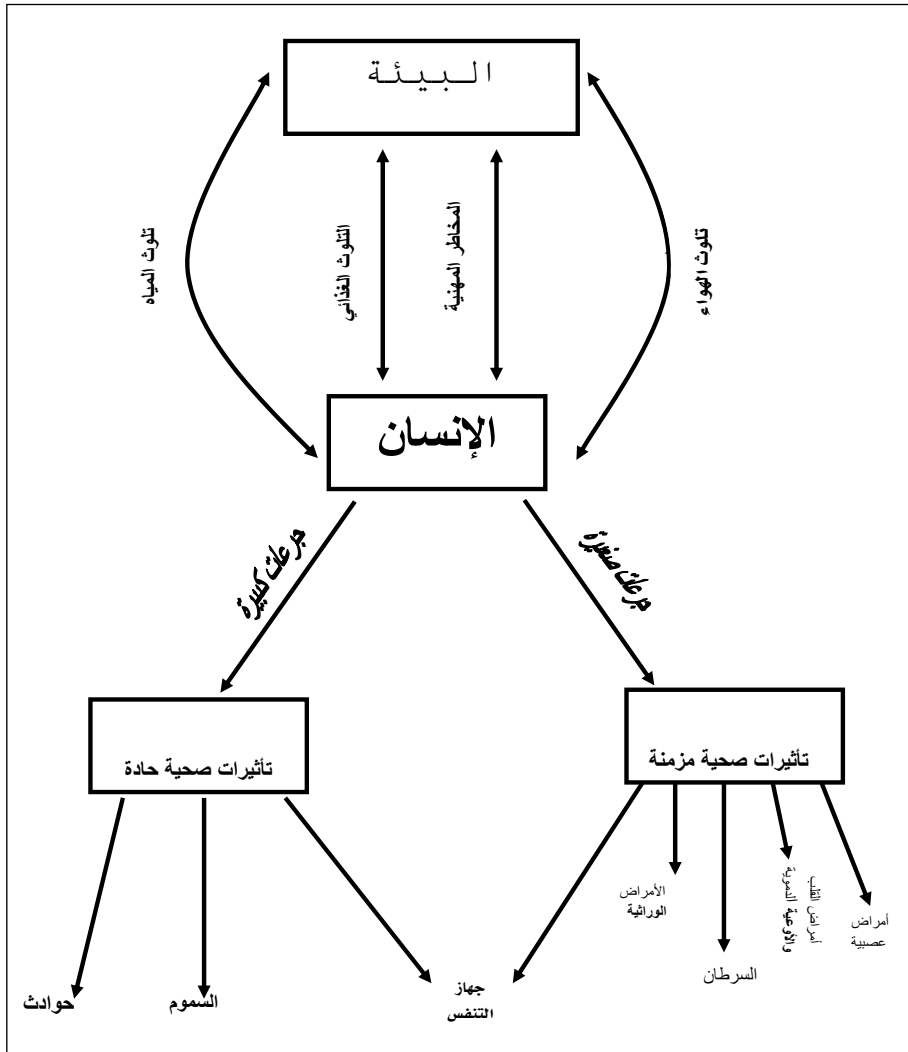 البيئة
تلوث الهواء
المخاطر المهنية
التلوث الغذائي
تلوث المياه
الإنسان
جرعات صغيرة
جرعات كبيرة
تأثيرات صحية مزمنة
تأثيرات صحية حادة
أمراض
عصبية
أمراض القلب
والأوعية الدموية
السرطان
الأمراض
الوراثية
جهاز
التنفس
السموم
حوادث